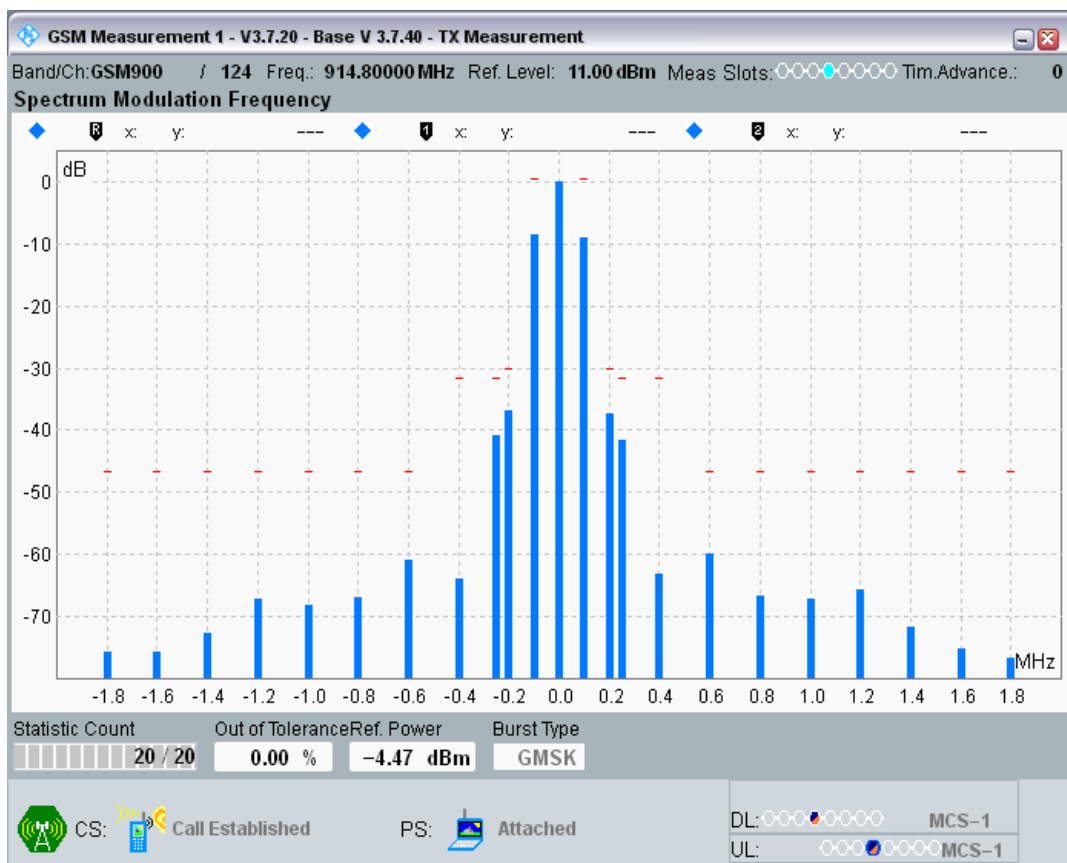 GSM Measurement 1 - V3.7.20 - Base V 3.7.40 - TX Measurement
Band/Ch:GSM900 / 124 Freq.: 914.80000 MHz Ref. Level: 11.00 dBm Meas Slots: Tim.Advance.: 0
Spectrum Modulation Frequency
R x: y: --- 1 x: y: --- 2 x: y: ---
dB
0
-10
-20
-30
-40
-50
-60
-70
MHz
-1.8 -1.6 -1.4 -1.2 -1.0 -0.8 -0.6 -0.4 -0.2 0.0 0.2 0.4 0.6 0.8 1.0 1.2 1.4 1.6 1.8
Statistic Count Out of Tolerance Ref. Power Burst Type
20 / 20 0.00 % −4.47 dBm GMSK
CS: Call Established PS: Attached DL: MCS−1
UL: MCS−1